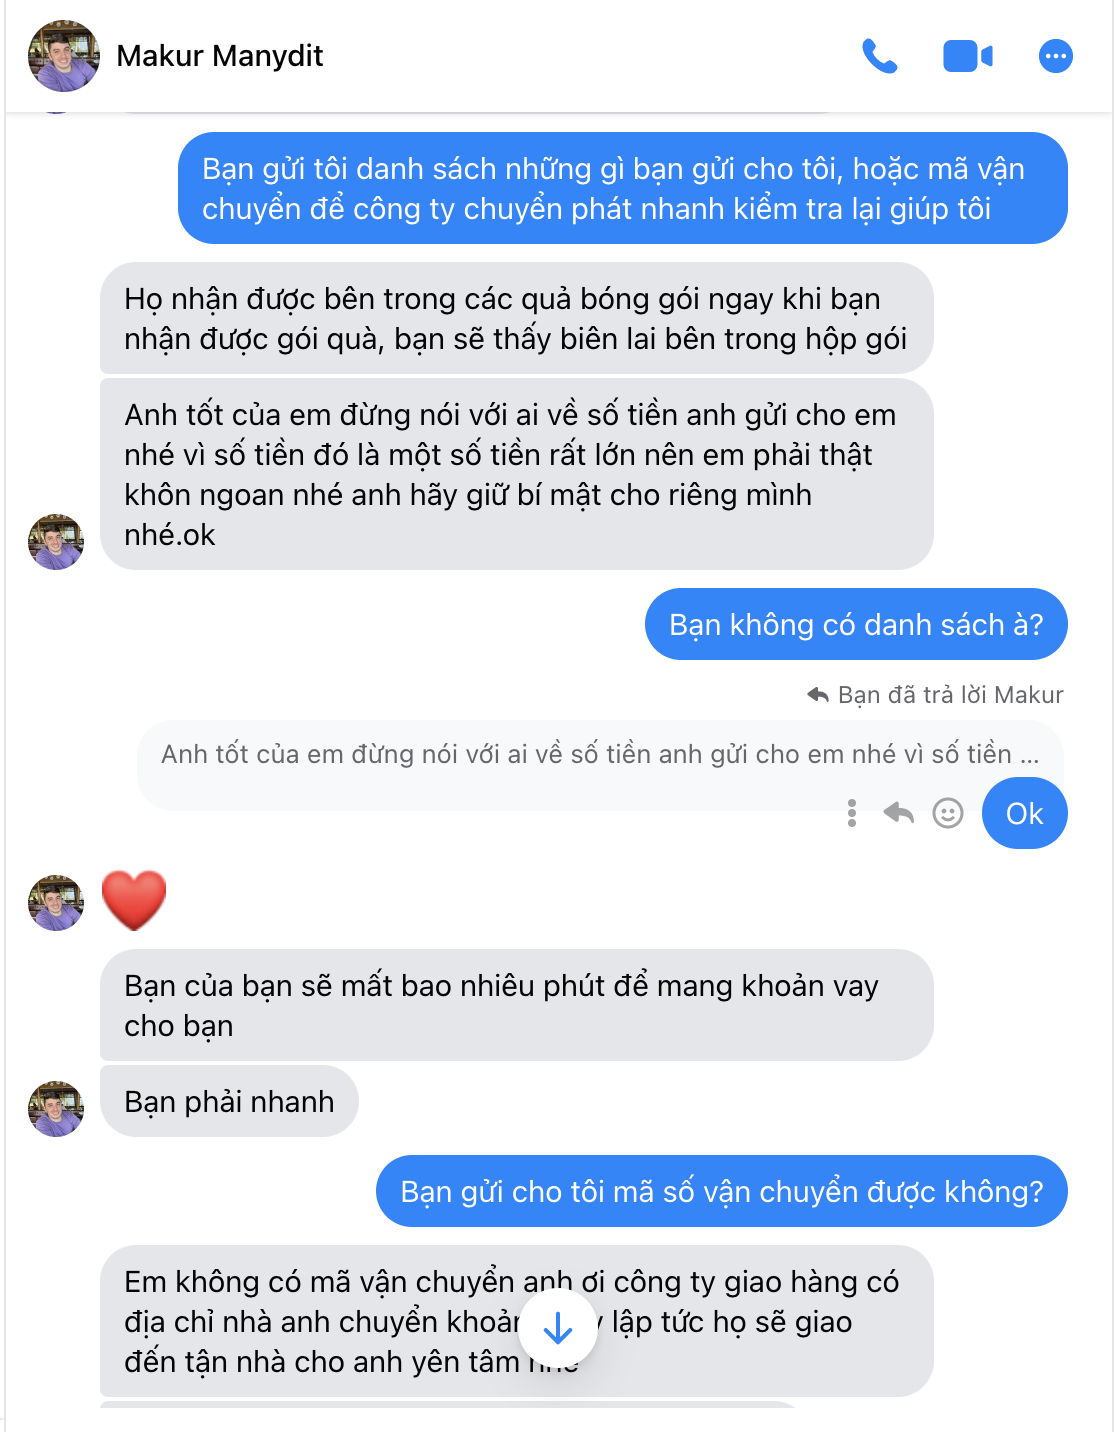 Makur Manydit
Bạn gửi tôi danh sách những gì bạn gửi cho tôi, hoặc mã vận
chuyển để công ty chuyển phát nhanh kiểm tra lại giúp tôi
Họ nhận được bên trong các quả bóng gói ngay khi bạn
nhận được gói quà, bạn sẽ thấy biên lai bên trong hộp gói
Anh tốt của em đừng nói với ai về số tiền anh gửi cho em
nhé vì số tiền đó là một số tiền rất lớn nên em phải thật
khôn ngoan nhé anh hãy giữ bí mật cho riêng mình
nhé.ok
Bạn không có danh sách à?
Bạn đã trả lời Makur
Anh tốt của em đừng nói với ai về số tiền anh gửi cho em nhé vì số tiền ...
Ok
Bạn của bạn sẽ mất bao nhiêu phút để mang khoản vay
cho bạn
Bạn phải nhanh
Bạn gửi cho tôi mã số vận chuyển được không?
Em không có mã vận chuyển anh ơi công ty giao hàng có
địa chỉ nhà anh chuyển khoản lập tức họ sẽ giao
đến tận nhà cho anh yên tâm nhé